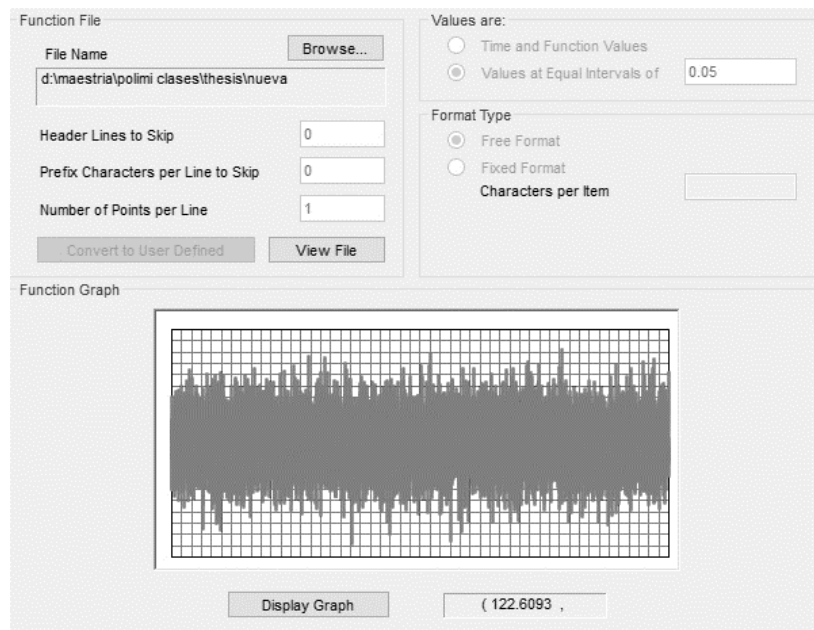 Function File
File Name
Browse...
d:\maestria\polimi clases\thesis\nueva
Header Lines to Skip
0
Prefix Characters per Line to Skip
0
Number of Points per Line
1
Convert to User Defined
View File
Values are:
Time and Function Values
Values at Equal Intervals of
0.05
Format Type
Free Format
Fixed Format
Characters per Item
Function Graph
Display Graph
( 122.6093 ,